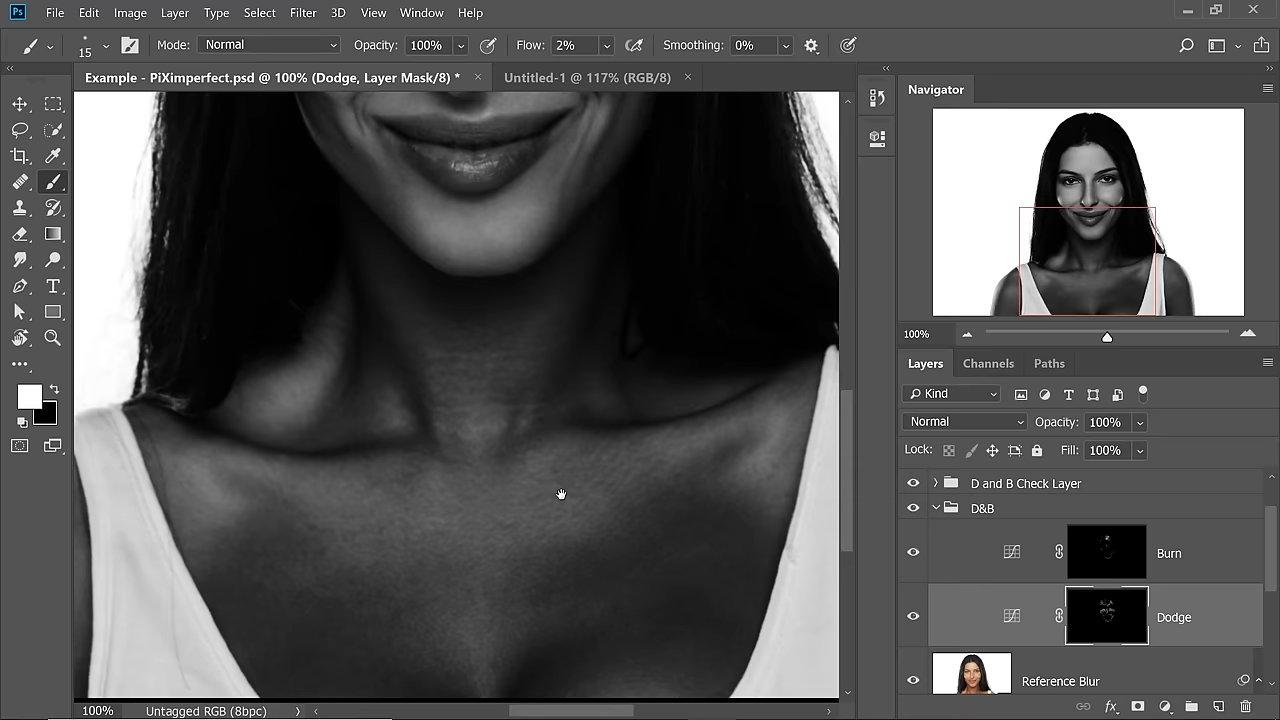 Ps File Edit Image Layer Type Select Filter 3D View Window Help
15 Mode: Normal Opacity: 100% Flow: 2% Smoothing: 0%
Example - PiXimperfect.psd @ 100% (Dodge, Layer Mask/8) * × Untitled-1 @ 117% (RGB/8) ×
Navigator
100%
Layers Channels Paths
Kind
Normal Opacity: 100%
Lock: Fill: 100%
D and B Check Layer
D&B
Burn
Dodge
Reference Blur
fx
100% Untagged RGB (8bpc)